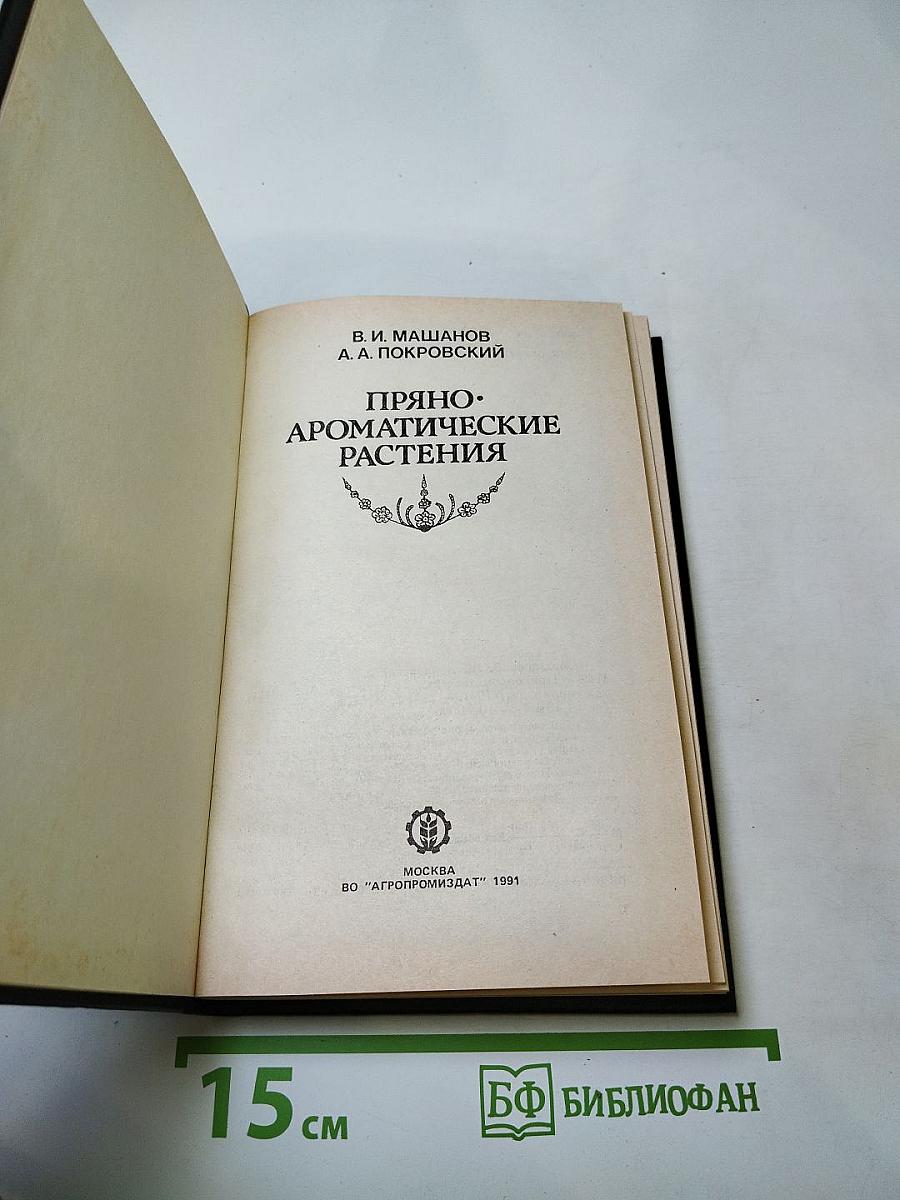 В. И. МАШАНОВ
А. А. ПОКРОВСКИЙ
ПРЯНО-
АРОМАТИЧЕСКИЕ
РАСТЕНИЯ
МОСКВА
ВО "АГРОПРОМИЗДАТ" 1991
15 см
БФ БИБЛИОФАН